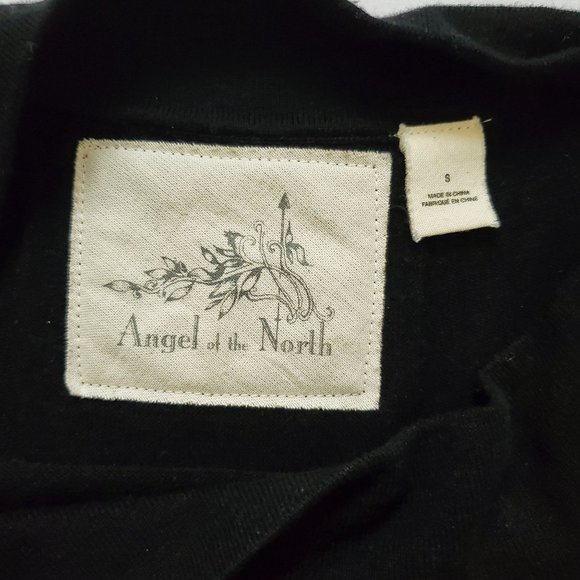 Angel of the North
S
MADE IN CHINA
FABRIQUÉ EN CHINE